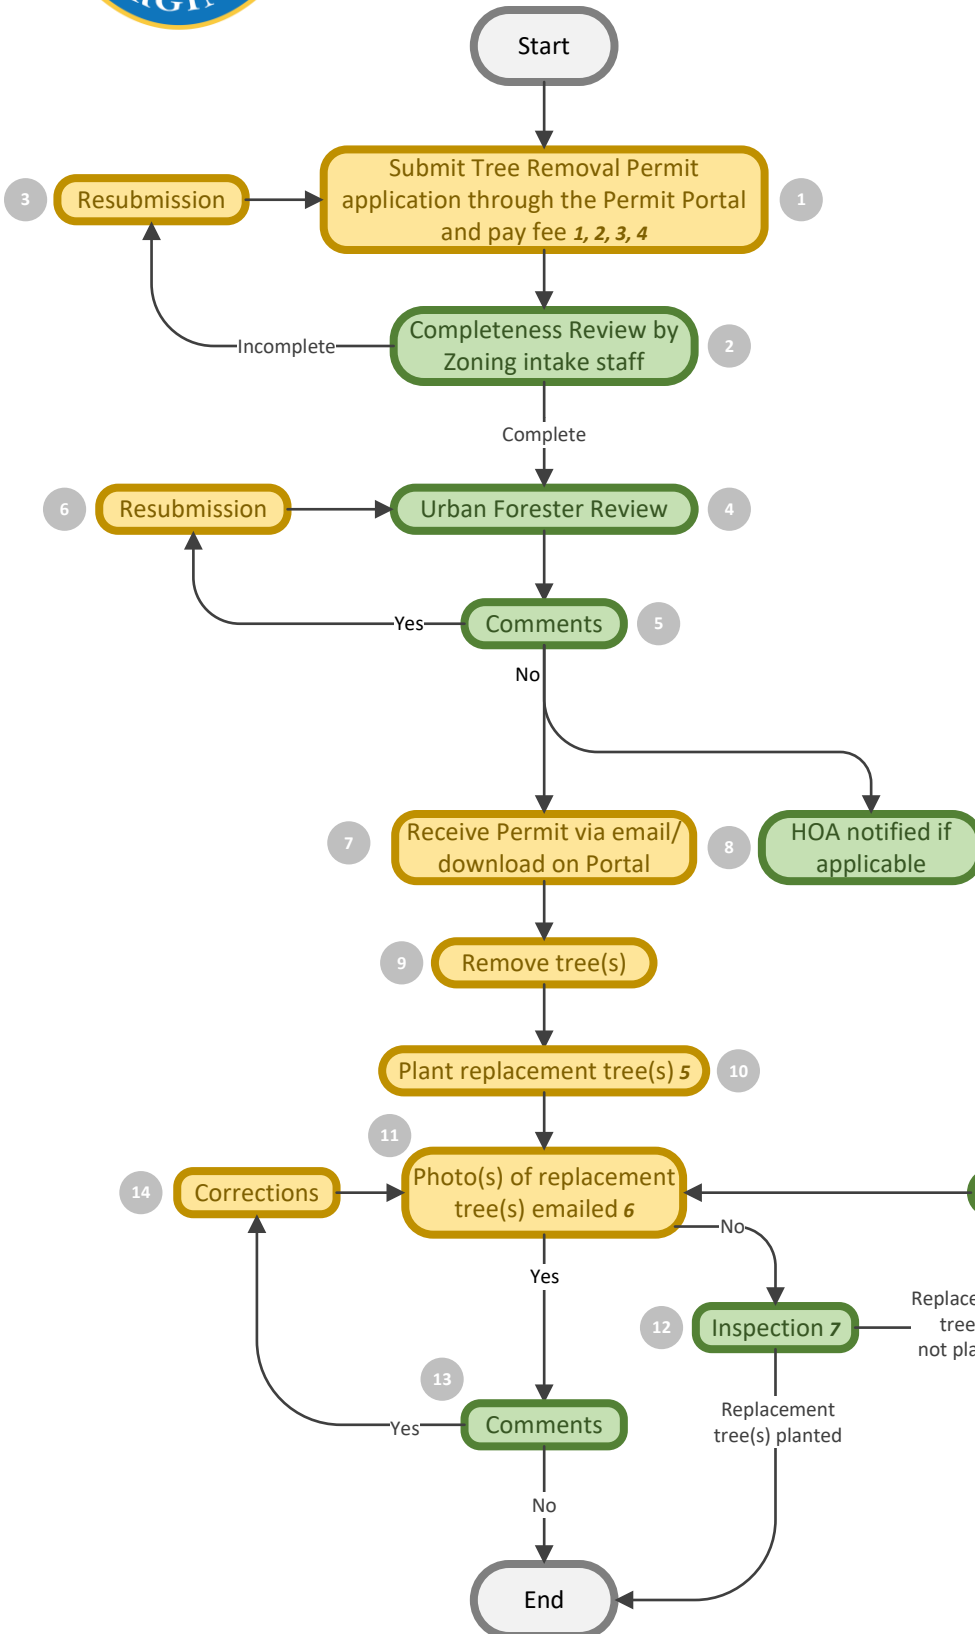 Start
3
Resubmission
Submit Tree Removal Permit
application through the Permit Portal
and pay fee 1, 2, 3, 4
1
Incomplete
Completeness Review by
Zoning intake staff
2
Complete
6
Resubmission
Urban Forester Review
4
Yes
Comments
5
No
7
Receive Permit via email/
download on Portal
8
HOA notified if
applicable
9
Remove tree(s)
Plant replacement tree(s) 5
10
11
14
Corrections
Photo(s) of replacement
tree(s) emailed 6
No
Yes
12
Inspection 7
13
Yes
Comments
Replacement
tree(s) planted
No
End